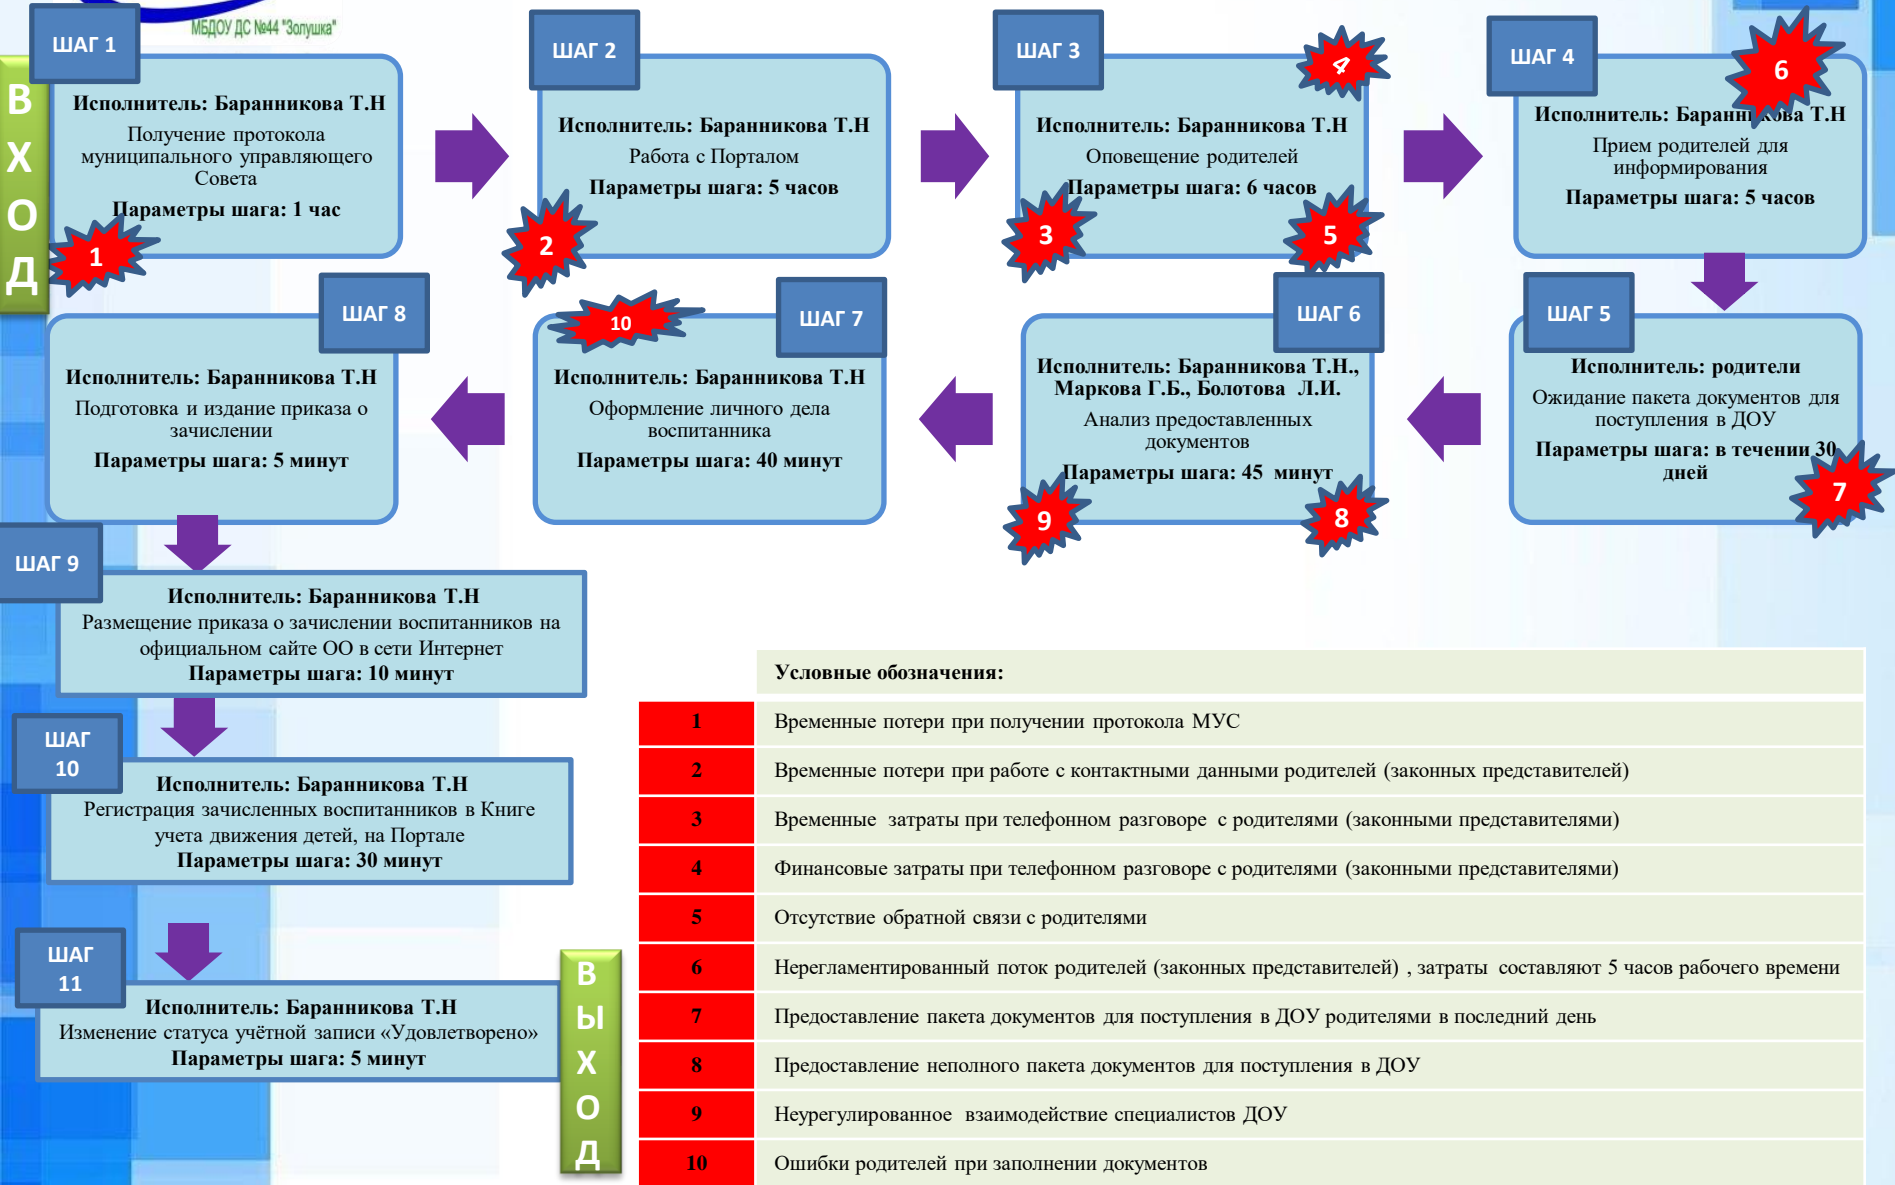 МБДОУ ДС №44 "Золушка"
ВХОД
ШАГ 1
Исполнитель: Баранникова Т.Н
Получение протокола
муниципального управляющего
Совета
Параметры шага: 1 час
1
ШАГ 2
Исполнитель: Баранникова Т.Н
Работа с Порталом
Параметры шага: 5 часов
2
ШАГ 3
4
Исполнитель: Баранникова Т.Н
Оповещение родителей
Параметры шага: 6 часов
3
5
ШАГ 4
6
Исполнитель: Баранникова Т.Н
Прием родителей для
информирования
Параметры шага: 5 часов
ШАГ 5
Исполнитель: родители
Ожидание пакета документов для
поступления в ДОУ
Параметры шага: в течении 30
дней
7
ШАГ 6
Исполнитель: Баранникова Т.Н.,
Маркова Г.Б., Болотова Л.И.
Анализ предоставленных
документов
Параметры шага: 45 минут
9
8
ШАГ 7
10
Исполнитель: Баранникова Т.Н
Оформление личного дела
воспитанника
Параметры шага: 40 минут
ШАГ 8
Исполнитель: Баранникова Т.Н
Подготовка и издание приказа о
зачислении
Параметры шага: 5 минут
ШАГ 9
Исполнитель: Баранникова Т.Н
Размещение приказа о зачислении воспитанников на
официальном сайте ОО в сети Интернет
Параметры шага: 10 минут
ШАГ
10
Исполнитель: Баранникова Т.Н
Регистрация зачисленных воспитанников в Книге
учета движения детей, на Портале
Параметры шага: 30 минут
ШАГ
11
Исполнитель: Баранникова Т.Н
Изменение статуса учётной записи «Удовлетворено»
Параметры шага: 5 минут
ВЫХОД
Условные обозначения:
1 Временные потери при получении протокола МУС
2 Временные потери при работе с контактными данными родителей (законных представителей)
3 Временные затраты при телефонном разговоре с родителями (законными представителями)
4 Финансовые затраты при телефонном разговоре с родителями (законными представителями)
5 Отсутствие обратной связи с родителями
6 Нерегламентированный поток родителей (законных представителей) , затраты составляют 5 часов рабочего времени
7 Предоставление пакета документов для поступления в ДОУ родителями в последний день
8 Предоставление неполного пакета документов для поступления в ДОУ
9 Неурегулированное взаимодействие специалистов ДОУ
10 Ошибки родителей при заполнении документов